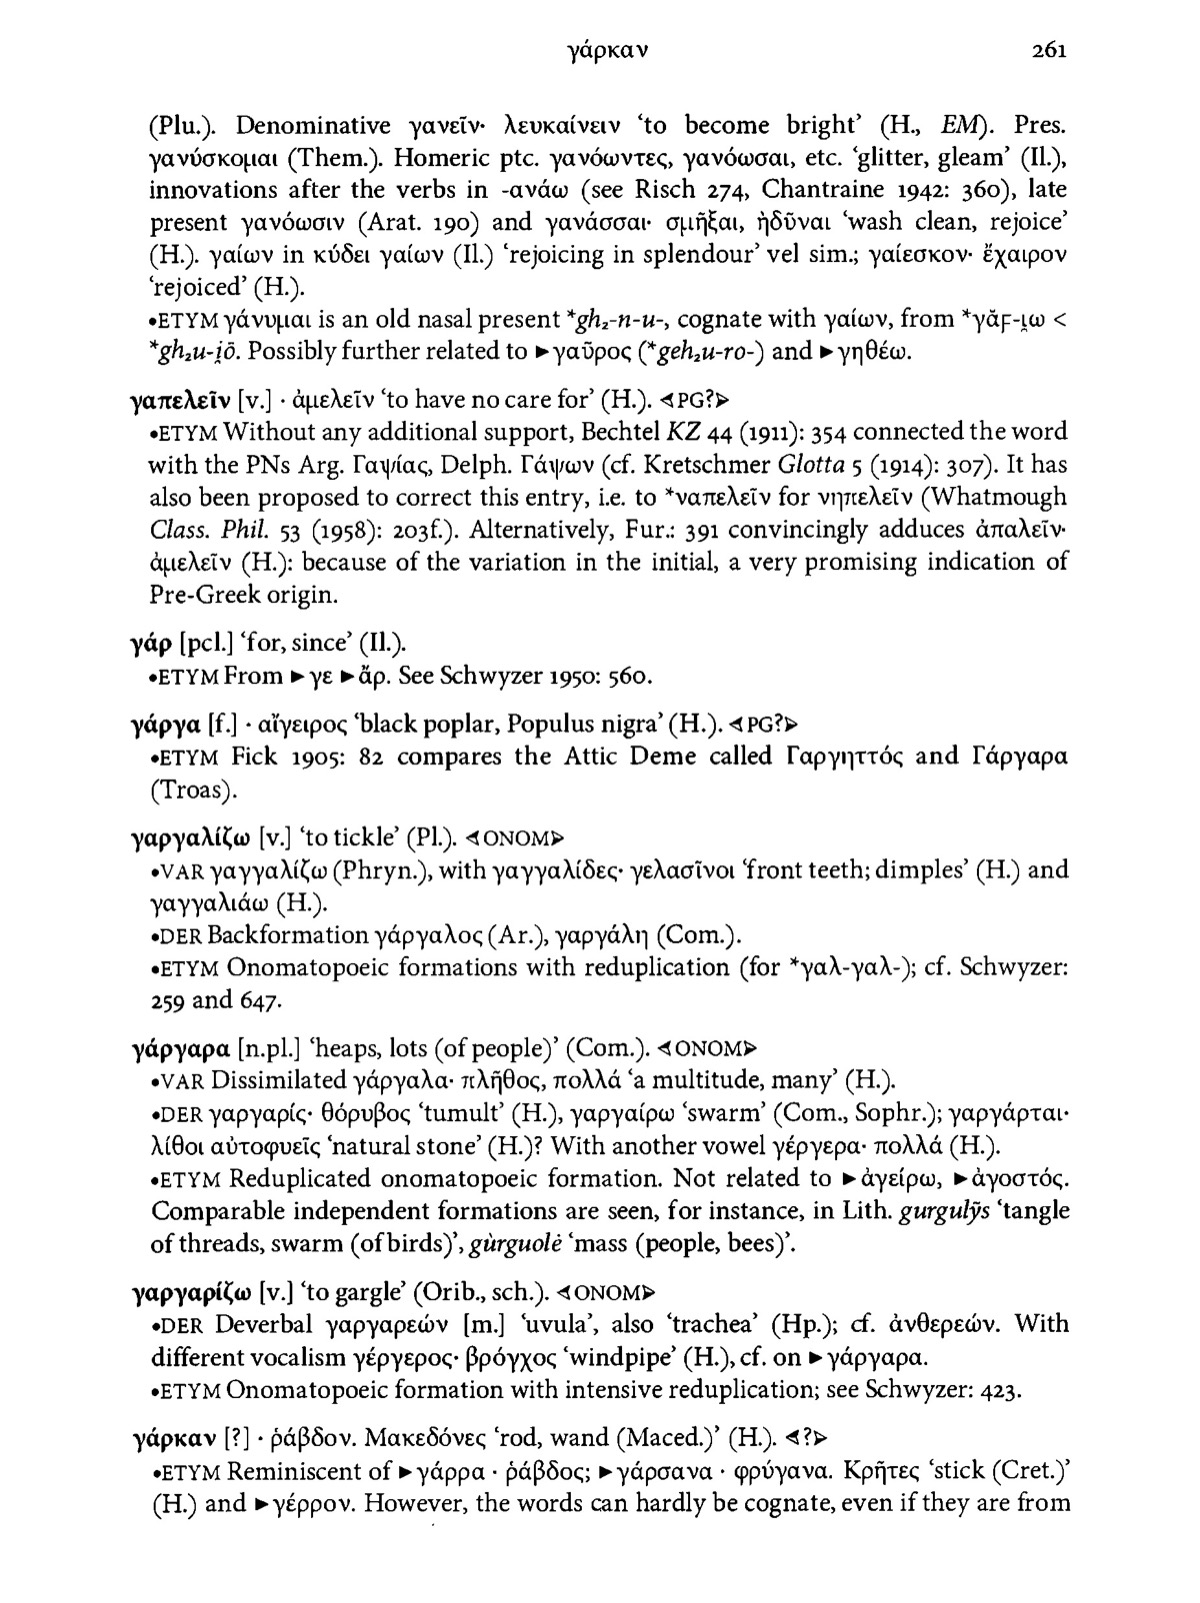 γάρκαν 261
(Plu.). Denominative γανεῖν· λευκαίνειν ‘to become bright’ (H., EM). Pres.
γανύσκομαι (Them.). Homeric ptc. γανόωντες, γανόωσαι, etc. ‘glitter, gleam’ (Il.),
innovations after the verbs in -ανάω (see Risch 274, Chantraine 1942: 360), late
present γανόωσιν (Arat. 190) and γανάσσαι· σμῆξαι, ἡδῦναι ‘wash clean, rejoice’
(H.). γαίων in κύδει γαίων (Il.) ‘rejoicing in splendour’ vel sim.; γαίεσκον· ἔχαιρον
‘rejoiced’ (H.).
•ETYM γάνυμαι is an old nasal present *gh₂-n-u-, cognate with γαίων, from *γᾰϝ-ι̯ω <
*gh₂u-i̯ō. Possibly further related to ►γαῦρος (*geh₂u-ro-) and ►γηθέω.
γαπελεῖν [v.] · ἀμελεῖν ‘to have no care for’ (H.). ⊲PG?⊳
•ETYM Without any additional support, Bechtel KZ 44 (1911): 354 connected the word
with the PNs Arg. Γαψίας, Delph. Γάψων (cf. Kretschmer Glotta 5 (1914): 307). It has
also been proposed to correct this entry, i.e. to *ναπελεῖν for νηπελεῖν (Whatmough
Class. Phil. 53 (1958): 203f.). Alternatively, Fur.: 391 convincingly adduces ἀπαλεῖν·
ἀμελεῖν (H.): because of the variation in the initial, a very promising indication of
Pre-Greek origin.
γάρ [pcl.] ‘for, since’ (Il.).
•ETYM From ►γε ►ἄρ. See Schwyzer 1950: 560.
γάργα [f.] · αἴγειρος ‘black poplar, Populus nigra’ (H.). ⊲PG?⊳
•ETYM Fick 1905: 82 compares the Attic Deme called Γαργηττός and Γάργαρα
(Troas).
γαργαλίζω [v.] ‘to tickle’ (Pl.). ⊲ONOM⊳
•VAR γαγγαλίζω (Phryn.), with γαγγαλίδες· γελασῖνοι ‘front teeth; dimples’ (H.) and
γαγγαλιάω (H.).
•DER Backformation γάργαλος (Ar.), γαργάλη (Com.).
•ETYM Onomatopoeic formations with reduplication (for *γαλ-γαλ-); cf. Schwyzer:
259 and 647.
γάργαρα [n.pl.] ‘heaps, lots (of people)’ (Com.). ⊲ONOM⊳
•VAR Dissimilated γάργαλα· πλῆθος, πολλά ‘a multitude, many’ (H.).
•DER γαργαρίς· θόρυβος ‘tumult’ (H.), γαργαίρω ‘swarm’ (Com., Sophr.); γαργάρται·
λίθοι αὐτοφυεῖς ‘natural stone’ (H.)? With another vowel γέργερα· πολλά (H.).
•ETYM Reduplicated onomatopoeic formation. Not related to ►ἀγείρω, ►ἀγοστός.
Comparable independent formations are seen, for instance, in Lith. gurgulỹs ‘tangle
of threads, swarm (of birds)’, gùrguolė ‘mass (people, bees)’.
γαργαρίζω [v.] ‘to gargle’ (Orib., sch.). ⊲ONOM⊳
•DER Deverbal γαργαρεών [m.] ‘uvula’, also ‘trachea’ (Hp.); cf. ἀνθερεών. With
different vocalism γέργερος· βρόγχος ‘windpipe’ (H.), cf. on ►γάργαρα.
•ETYM Onomatopoeic formation with intensive reduplication; see Schwyzer: 423.
γάρκαν [?] · ῥάβδον. Μακεδόνες ‘rod, wand (Maced.)’ (H.). ⊲?⊳
•ETYM Reminiscent of ►γάρρα · ῥάβδος; ►γάρσανα · φρύγανα. Κρῆτες ‘stick (Cret.)’
(H.) and ►γέρρον. However, the words can hardly be cognate, even if they are from